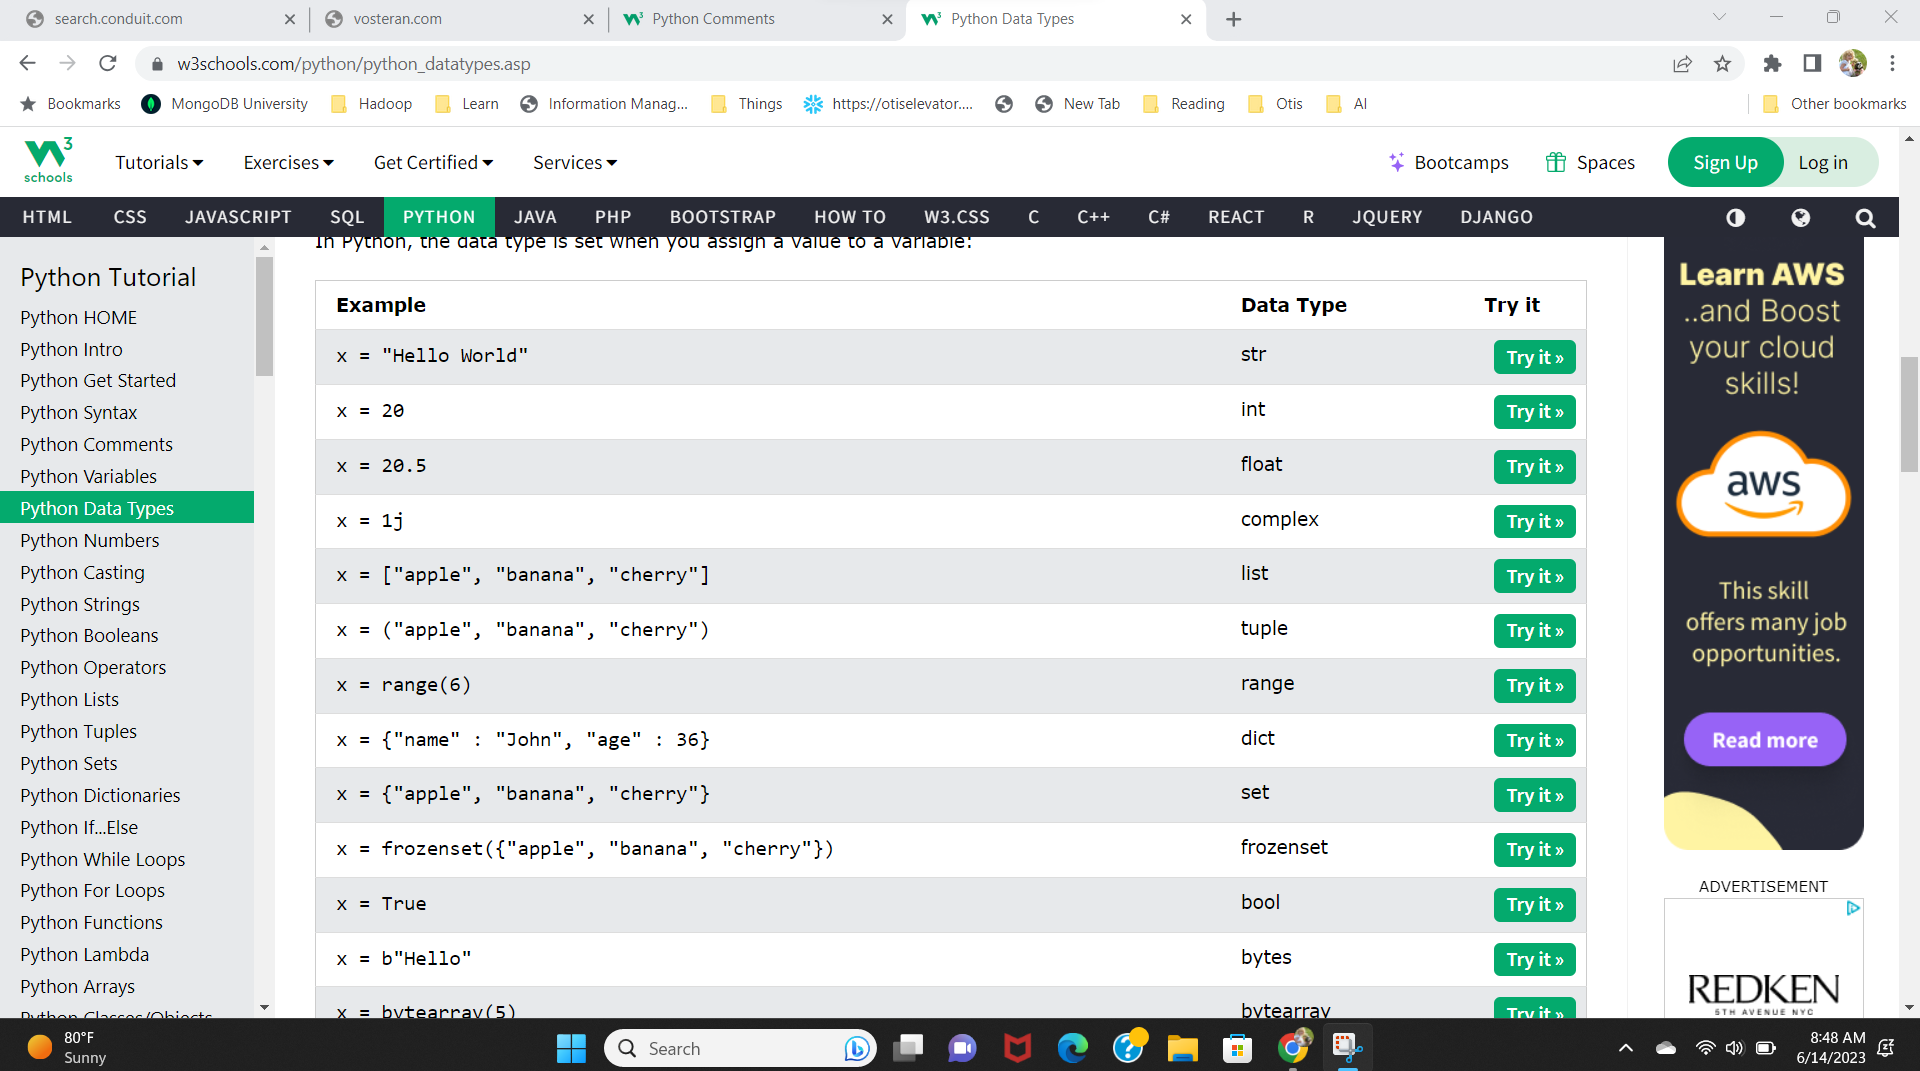 search.conduit.com
vosteran.com
Python Comments
Python Data Types
w3schools.com/python/python_datatypes.asp
Bookmarks
MongoDB University
Hadoop
Learn
Information Manag...
Things
https://otiselevator....
New Tab
Reading
Otis
AI
Other bookmarks
W3
schools
Tutorials
Exercises
Get Certified
Services
Bootcamps
Spaces
Sign Up
Log in
HTML CSS JAVASCRIPT SQL PYTHON JAVA PHP BOOTSTRAP HOW TO W3.CSS C C++ C# REACT R JQUERY DJANGO
Python Tutorial
Python HOME
Python Intro
Python Get Started
Python Syntax
Python Comments
Python Variables
Python Data Types
Python Numbers
Python Casting
Python Strings
Python Booleans
Python Operators
Python Lists
Python Tuples
Python Sets
Python Dictionaries
Python If...Else
Python While Loops
Python For Loops
Python Functions
Python Lambda
Python Arrays
Python Classes/Objects
In Python, the data type is set when you assign a value to a variable:
Example Data Type Try it
x = "Hello World" str Try it »
x = 20 int Try it »
x = 20.5 float Try it »
x = 1j complex Try it »
x = ["apple", "banana", "cherry"] list Try it »
x = ("apple", "banana", "cherry") tuple Try it »
x = range(6) range Try it »
x = {"name" : "John", "age" : 36} dict Try it »
x = {"apple", "banana", "cherry"} set Try it »
x = frozenset({"apple", "banana", "cherry"}) frozenset Try it »
x = True bool Try it »
x = b"Hello" bytes Try it »
x = bytearray(5) bytearray Try it »
Learn AWS
..and Boost
your cloud
skills!
aws
This skill
offers many job
opportunities.
Read more
ADVERTISEMENT
REDKEN
5TH AVENUE NYC
80°F
Sunny
Search
8:48 AM
6/14/2023